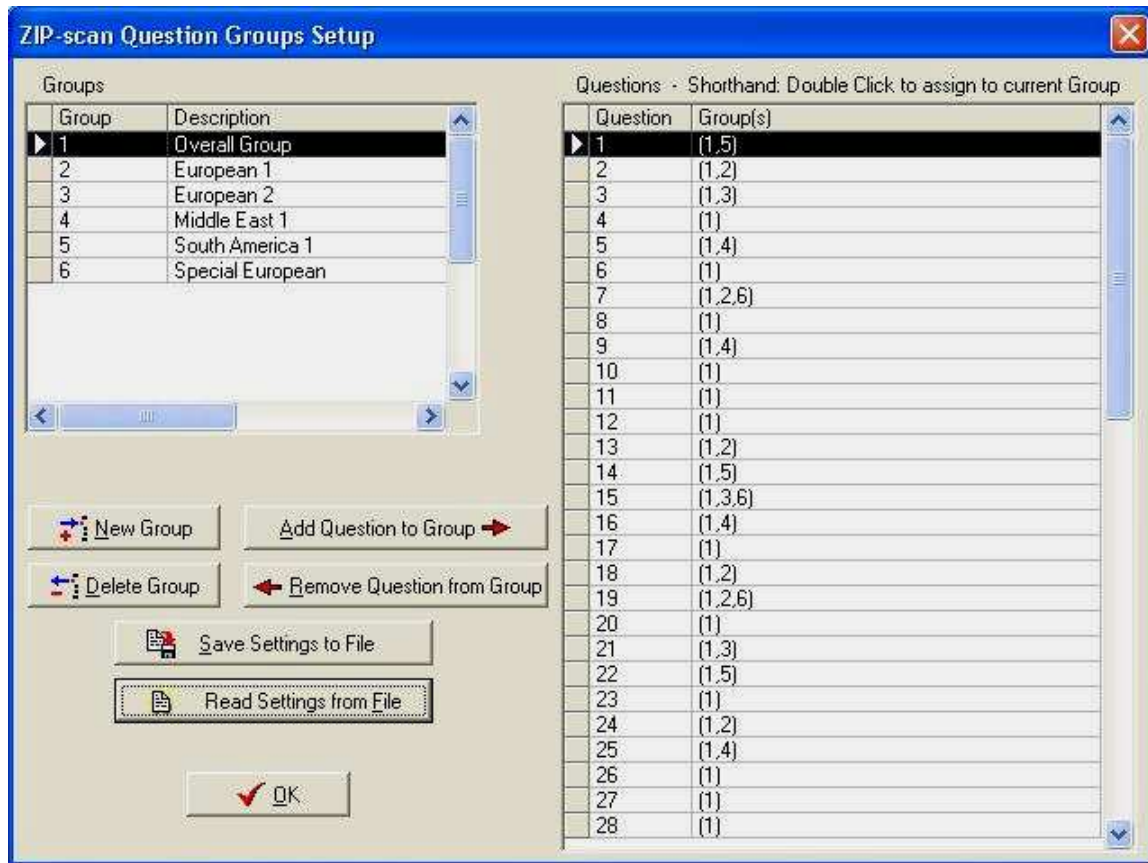 ZIP-scan Question Groups Setup
Groups
Group Description
1 Overall Group
2 European 1
3 European 2
4 Middle East 1
5 South America 1
6 Special European
New Group
Add Question to Group
Delete Group
Remove Question from Group
Save Settings to File
Read Settings from File
OK
Questions - Shorthand: Double Click to assign to current Group
Question Group(s)
1 (1,5)
2 (1,2)
3 (1,3)
4 (1)
5 (1,4)
6 (1)
7 (1,2,6)
8 (1)
9 (1,4)
10 (1)
11 (1)
12 (1)
13 (1,2)
14 (1,5)
15 (1,3,6)
16 (1,4)
17 (1)
18 (1,2)
19 (1,2,6)
20 (1)
21 (1,3)
22 (1,5)
23 (1)
24 (1,2)
25 (1,4)
26 (1)
27 (1)
28 (1)